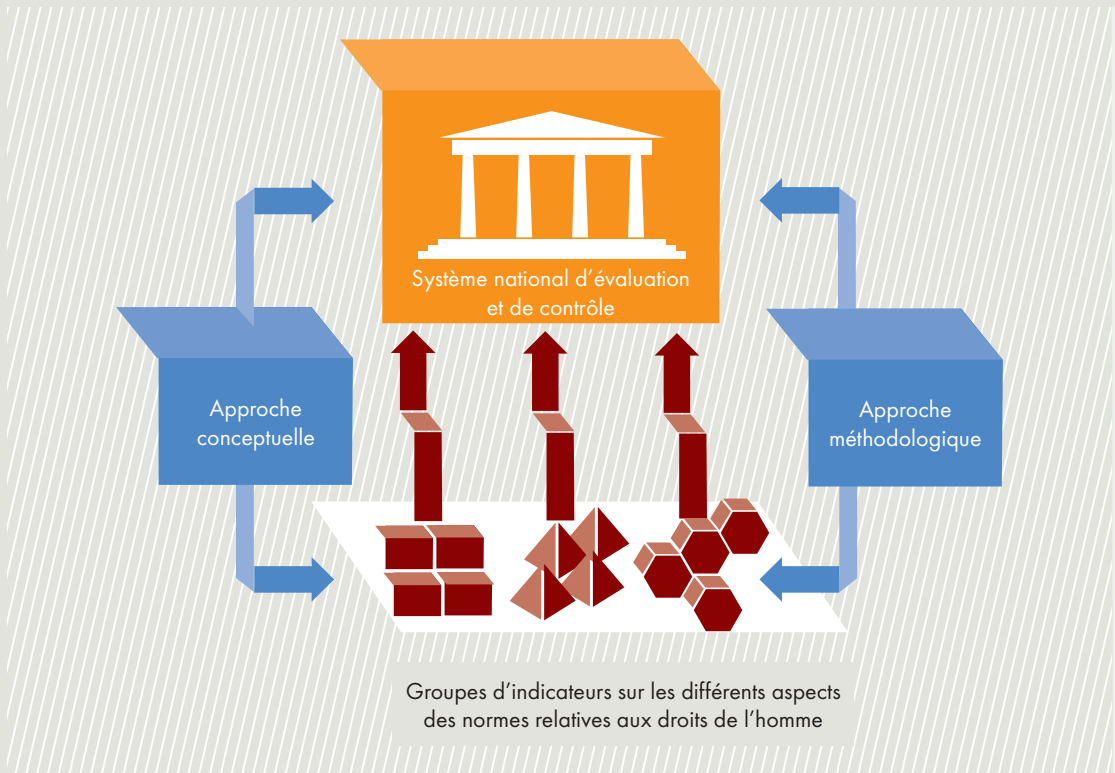 Système national d’évaluation
et de contrôle
Approche
conceptuelle
Approche
méthodologique
Groupes d’indicateurs sur les différents aspects
des normes relatives aux droits de l’homme